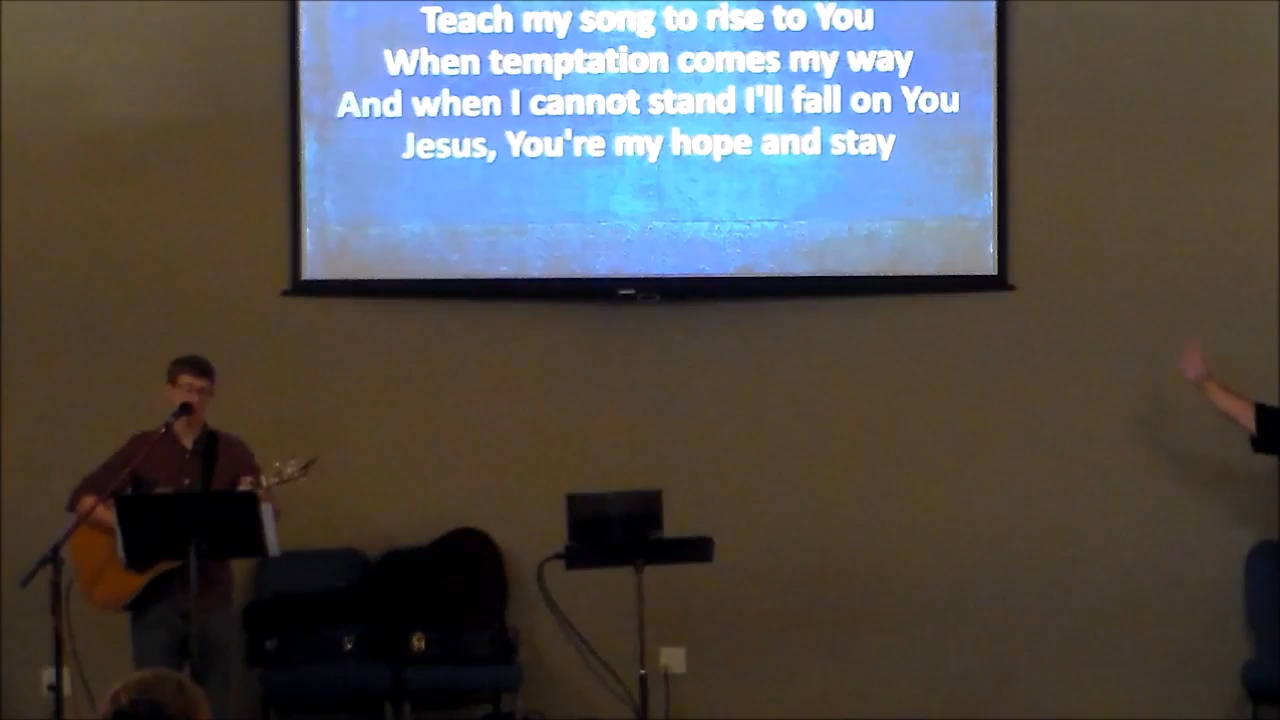 Teach my song to rise to You
When temptation comes my way
And when I cannot stand I'll fall on You
Jesus, You're my hope and stay